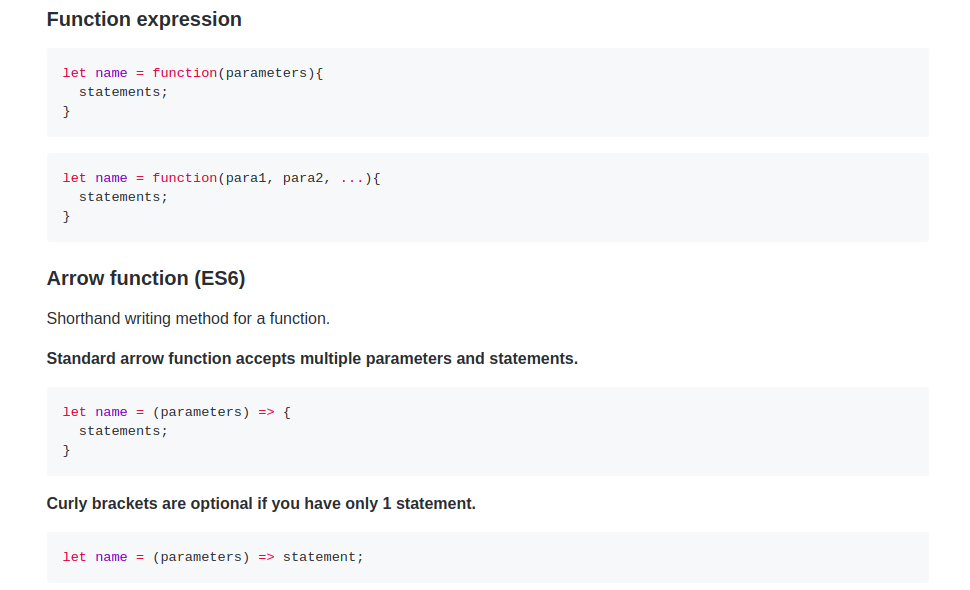 Function expression
let name = function(parameters){
  statements;
}
let name = function(para1, para2, ...){
  statements;
}
Arrow function (ES6)
Shorthand writing method for a function.
Standard arrow function accepts multiple parameters and statements.
let name = (parameters) => {
  statements;
}
Curly brackets are optional if you have only 1 statement.
let name = (parameters) => statement;